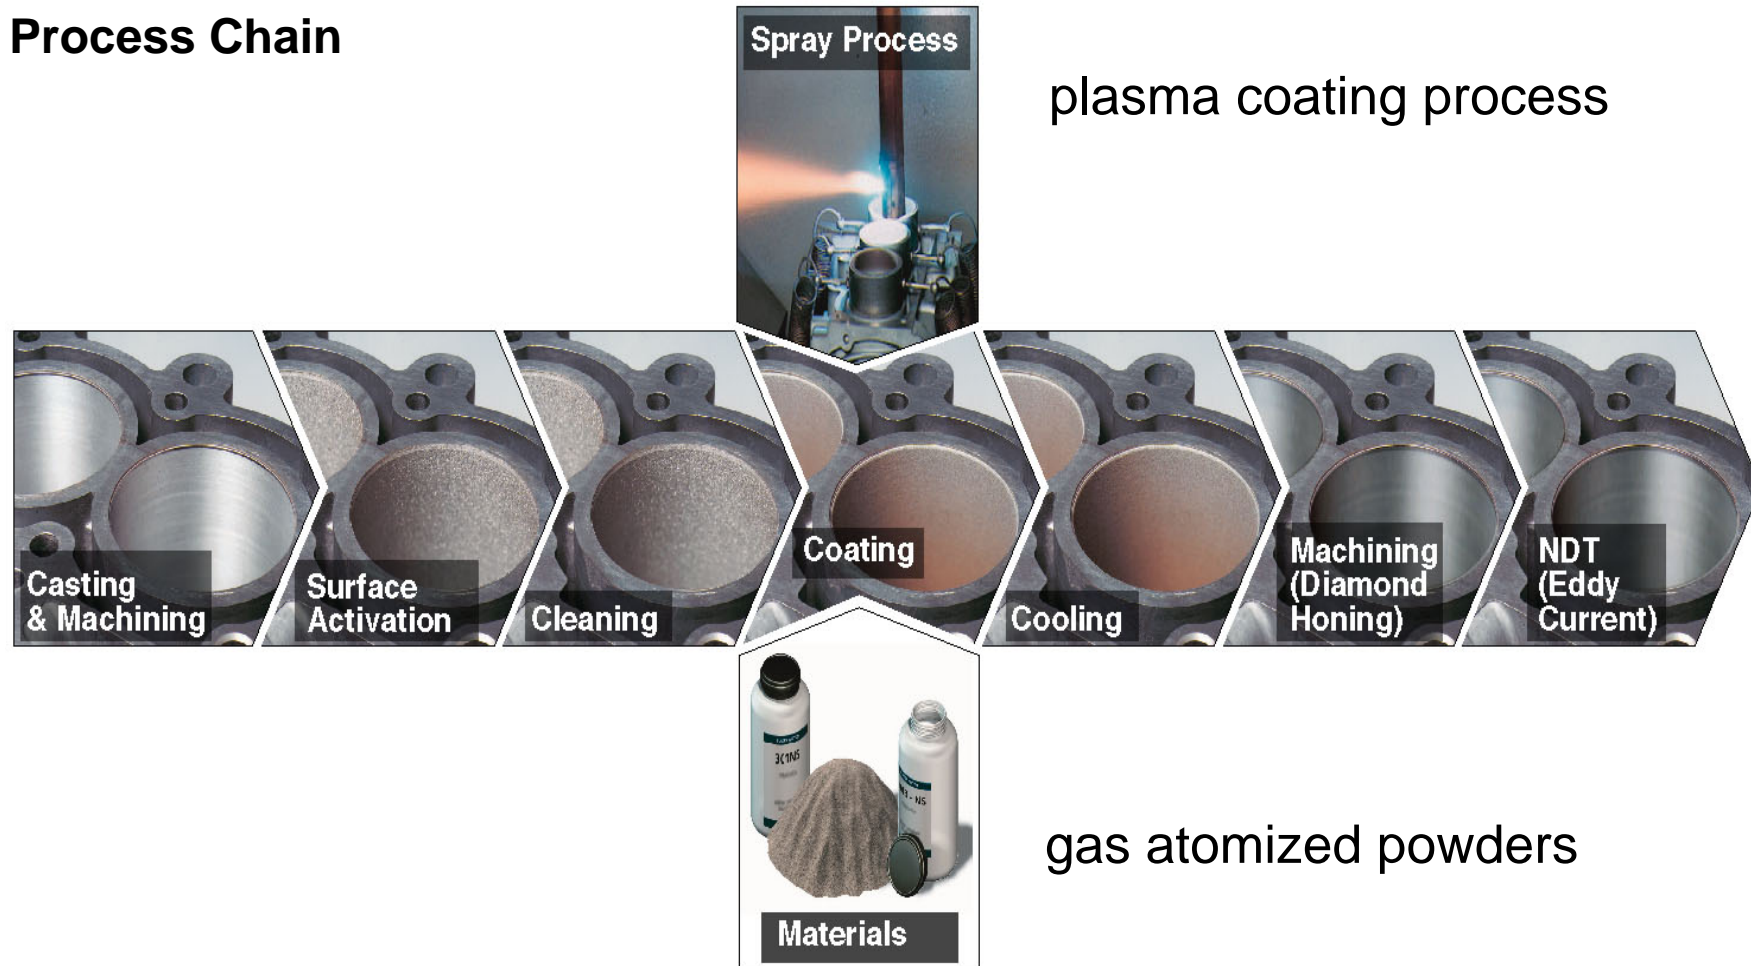 Process Chain
Spray Process
plasma coating process
Casting
& Machining
Surface
Activation
Cleaning
Coating
Cooling
Machining
(Diamond
Honing)
NDT
(Eddy
Current)
gas atomized powders
Materials